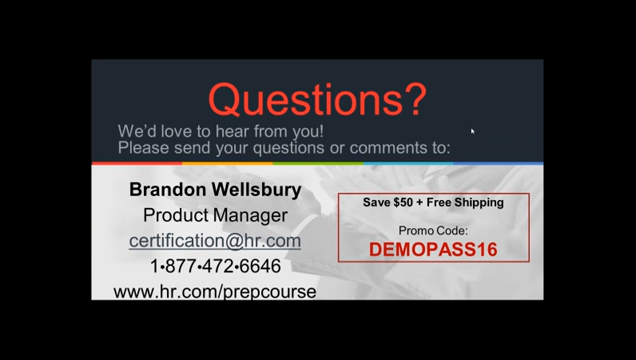 Questions?
We'd love to hear from you!
Please send your questions or comments to:
Brandon Wellsbury
Product Manager
certification@hr.com
1•877•472•6646
www.hr.com/prepcourse
Save $50 + Free Shipping
Promo Code:
DEMOPASS16